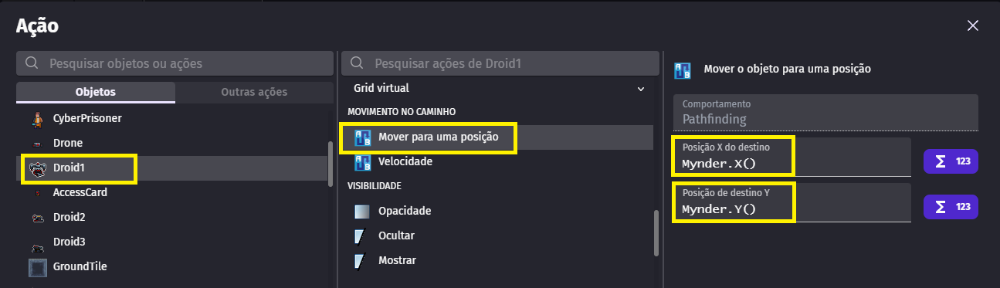 Ação
Pesquisar objetos ou ações
Objetos
Outras ações
CyberPrisoner
Drone
Droid1
AccessCard
Droid2
Droid3
GroundTile
Pesquisar ações de Droid1
Grid virtual
MOVIMENTO NO CAMINHO
Mover para uma posição
Velocidade
VISIBILIDADE
Opacidade
Ocultar
Mostrar
Mover o objeto para uma posição
Comportamento
Pathfinding
Posição X do destino
Mynder.X()
Σ 123
Posição de destino Y
Mynder.Y()
Σ 123